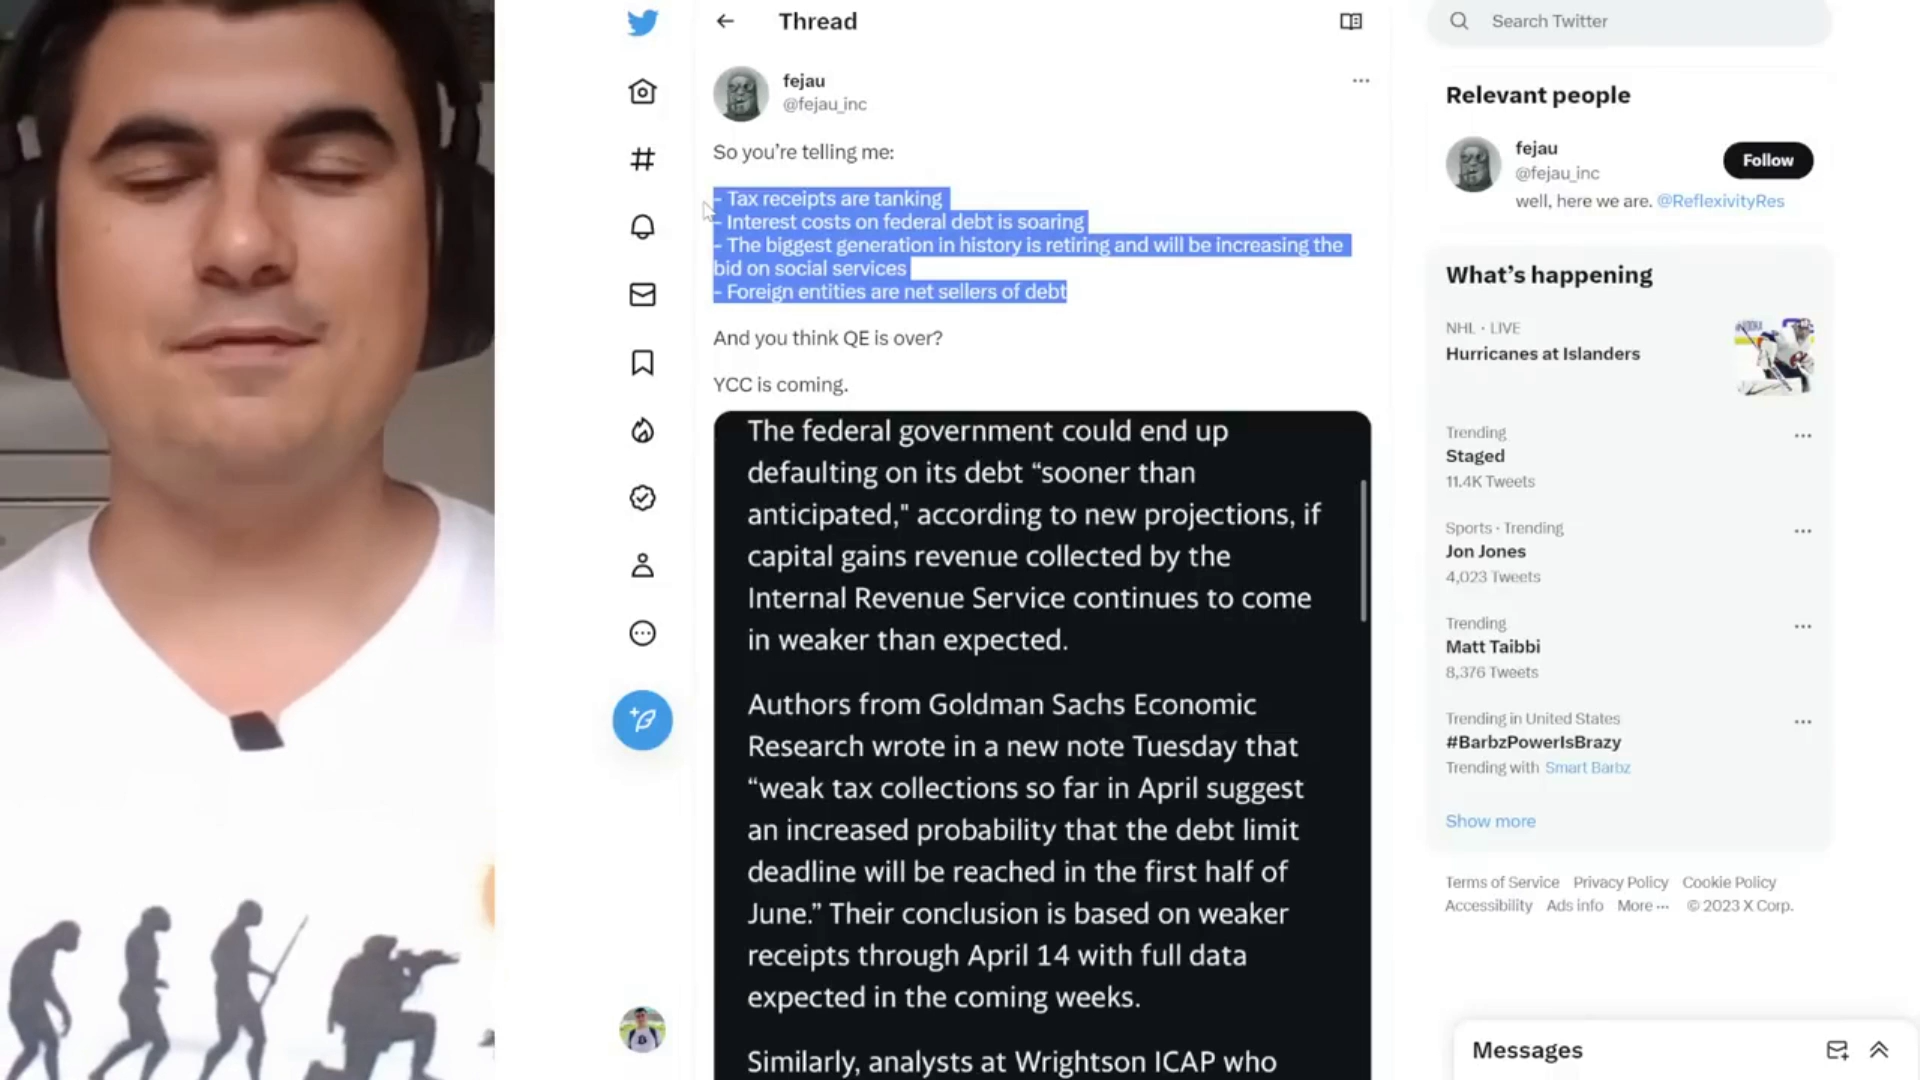 Thread
fejau
@fejau_inc
So you’re telling me:
- Tax receipts are tanking
- Interest costs on federal debt is soaring
- The biggest generation in history is retiring and will be increasing the
bid on social services
- Foreign entities are net sellers of debt
And you think QE is over?
YCC is coming.
The federal government could end up
defaulting on its debt “sooner than
anticipated," according to new projections, if
capital gains revenue collected by the
Internal Revenue Service continues to come
in weaker than expected.
Authors from Goldman Sachs Economic
Research wrote in a new note Tuesday that
“weak tax collections so far in April suggest
an increased probability that the debt limit
deadline will be reached in the first half of
June.” Their conclusion is based on weaker
receipts through April 14 with full data
expected in the coming weeks.
Similarly, analysts at Wrightson ICAP who
Search Twitter
Relevant people
fejau
@fejau_inc
Follow
well, here we are. @ReflexivityRes
What’s happening
NHL · LIVE
Hurricanes at Islanders
Trending
Staged
11.4K Tweets
Sports · Trending
Jon Jones
4,023 Tweets
Trending
Matt Taibbi
8,376 Tweets
Trending in United States
#BarbzPowerIsBrazy
Trending with Smart Barbz
Show more
Terms of Service Privacy Policy Cookie Policy
Accessibility Ads info More ··· © 2023 X Corp.
Messages